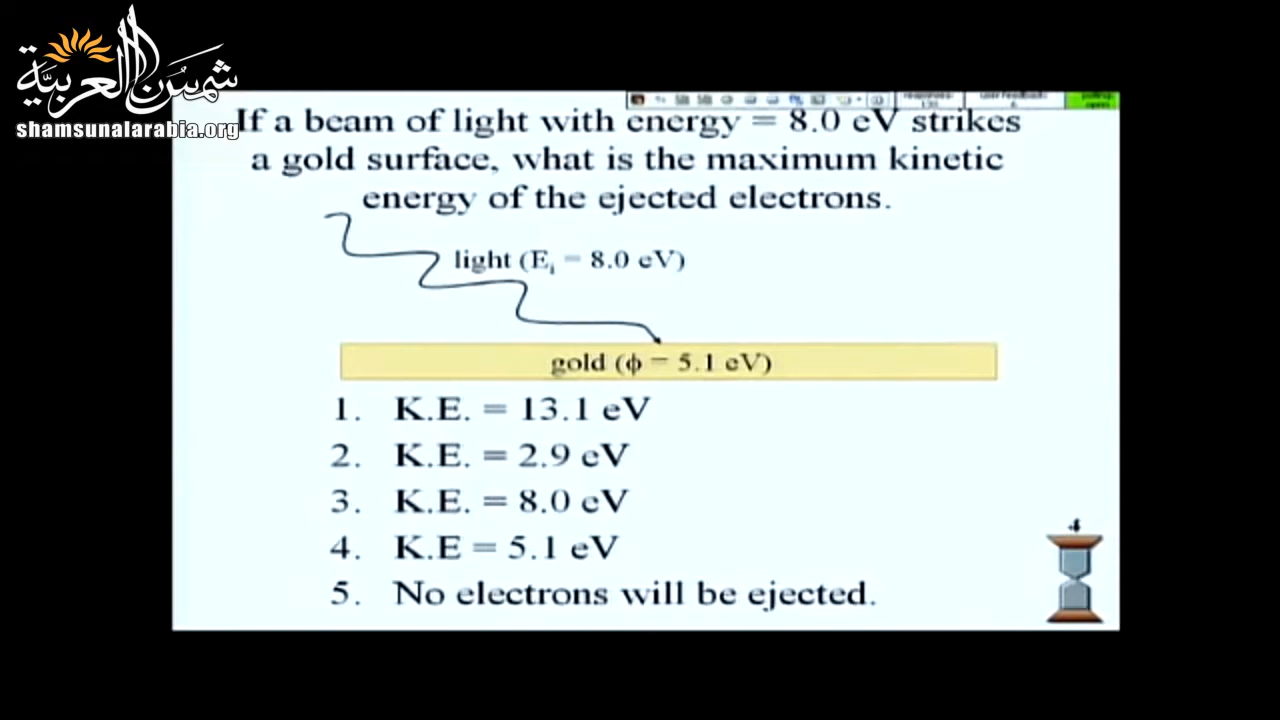 شمس العربية
shamsunalarabia.org
If a beam of light with energy = 8.0 eV strikes
a gold surface, what is the maximum kinetic
energy of the ejected electrons.
light (Eᵢ = 8.0 eV)
gold (ϕ = 5.1 eV)
1. K.E. = 13.1 eV
2. K.E. = 2.9 eV
3. K.E. = 8.0 eV
4. K.E = 5.1 eV
5. No electrons will be ejected.
4